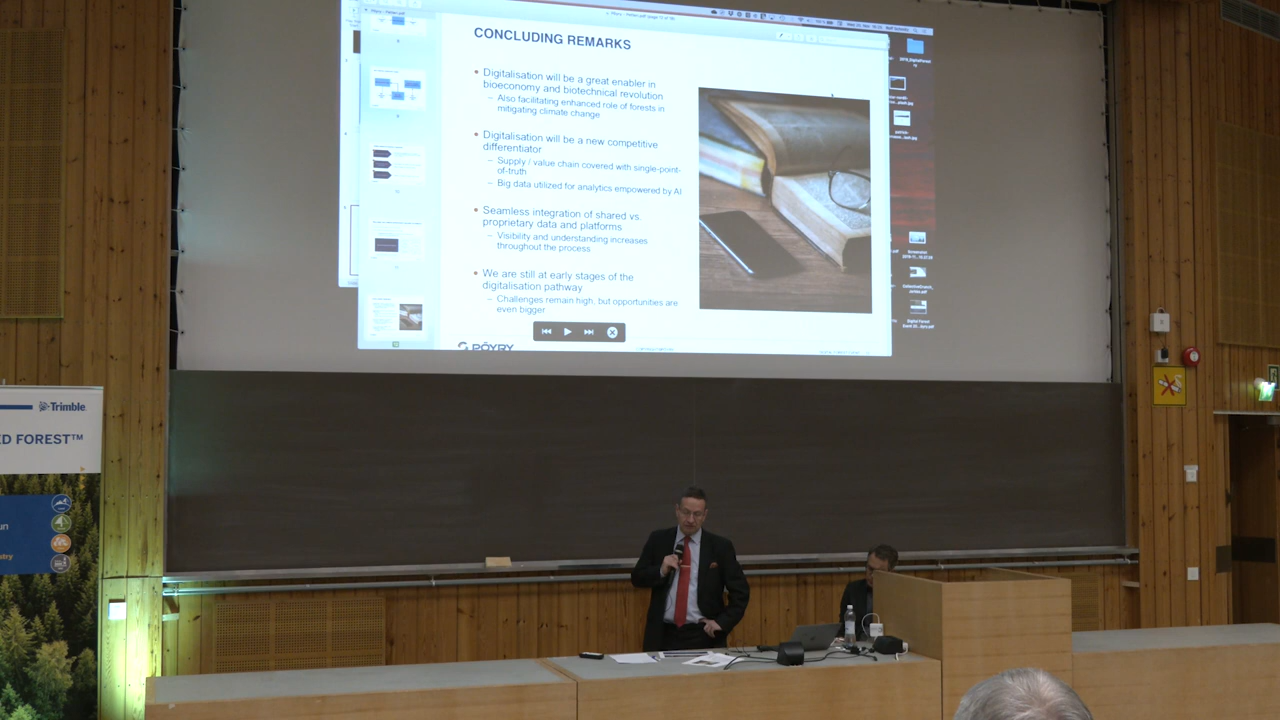 CONCLUDING REMARKS
• Digitalisation will be a great enabler in
bioeconomy and biotechnical revolution
– Also facilitating enhanced role of forests in
mitigating climate change
• Digitalisation will be a new competitive
differentiator
– Supply / value chain covered with single-point-
of-truth
– Big data utilized for analytics empowered by AI
• Seamless integration of shared vs.
proprietary data and platforms
– Visibility and understanding increases
throughout the process
• We are still at early stages of the
digitalisation pathway
– Challenges remain high, but opportunities are
even bigger
PÖYRY
Trimble
ED FOREST™